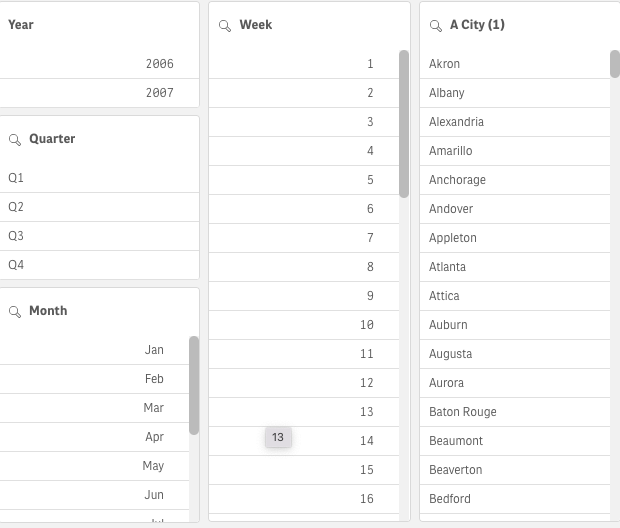 Year
2006
2007
Quarter
Q1
Q2
Q3
Q4
Month
Jan
Feb
Mar
Apr
May
Jun
Week
1
2
3
4
5
6
7
8
9
10
11
12
13
13
14
15
16
A City (1)
Akron
Albany
Alexandria
Amarillo
Anchorage
Andover
Appleton
Atlanta
Attica
Auburn
Augusta
Aurora
Baton Rouge
Beaumont
Beaverton
Bedford